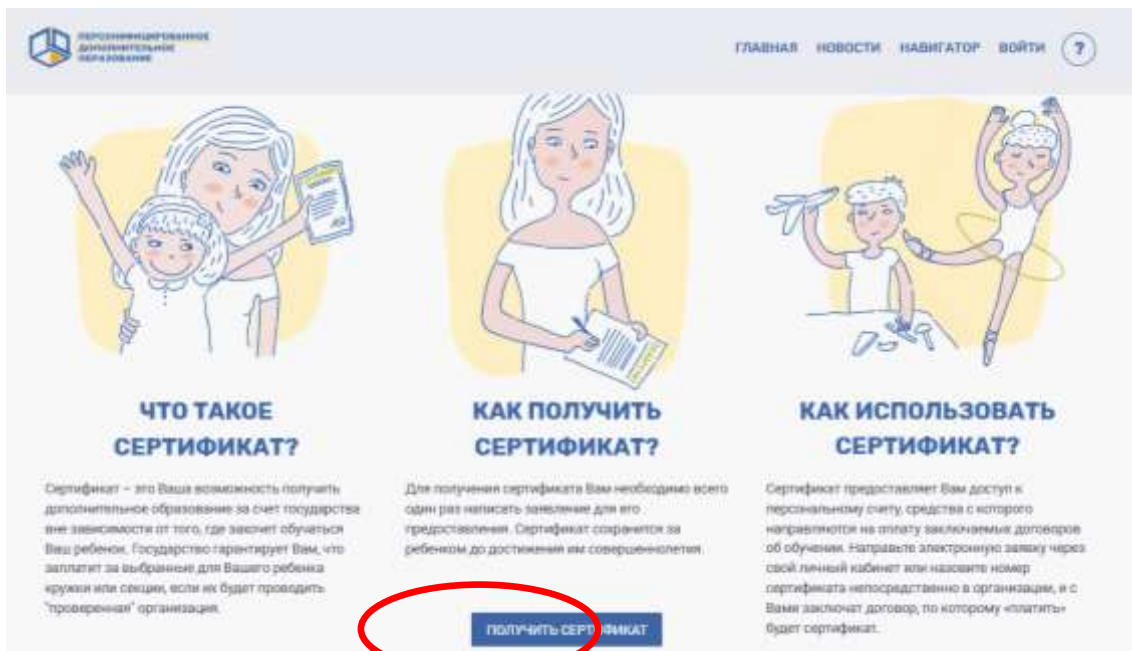 ПЕРСОНИФИЦИРОВАННОЕ
ДОПОЛНИТЕЛЬНОЕ
ОБРАЗОВАНИЕ
ГЛАВНАЯ НОВОСТИ НАВИГАТОР ВОЙТИ ?
ЧТО ТАКОЕ
СЕРТИФИКАТ?
Сертификат – это Ваша возможность получить
дополнительное образование за счет государства
вне зависимости от того, где захочет обучаться
Ваш ребенок. Государство гарантирует Вам, что
заплатит за выбранные для Вашего ребенка
кружки или секции, если их будет проводить
"проверенная" организация.
КАК ПОЛУЧИТЬ
СЕРТИФИКАТ?
Для получения сертификата Вам необходимо всего
один раз написать заявление для его
предоставления. Сертификат сохранится за
ребенком до достижения им совершеннолетия.
ПОЛУЧИТЬ СЕРТИФИКАТ
КАК ИСПОЛЬЗОВАТЬ
СЕРТИФИКАТ?
Сертификат предоставляет Вам доступ к
персональному счету, средства с которого
направляются на оплату заключаемых договоров
об обучении. Направьте электронную заявку через
свой личный кабинет или назовите номер
сертификата непосредственно в организации, и с
Вами заключат договор, по которому «платить»
будет сертификат.